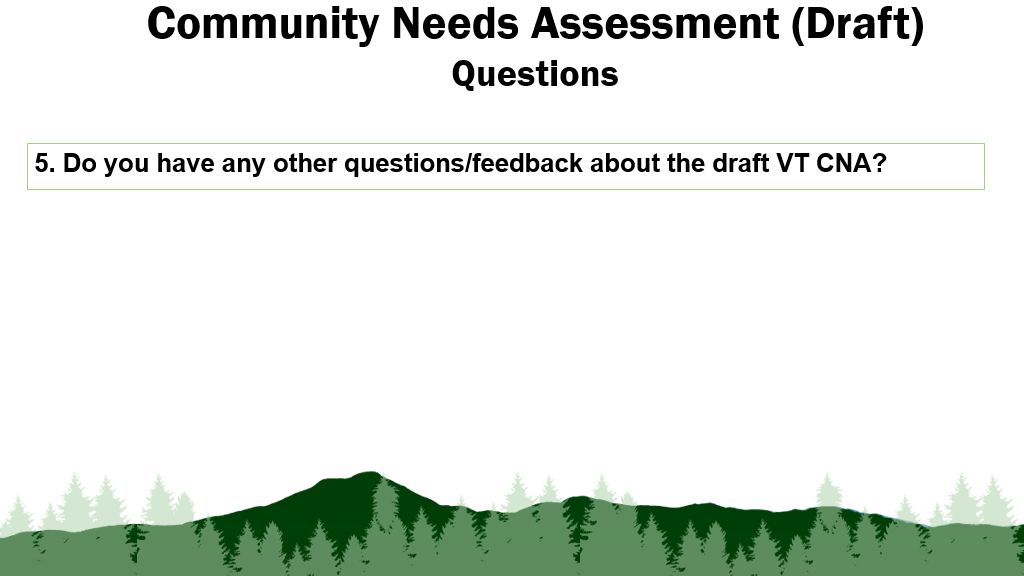 Community Needs Assessment (Draft)
Questions
5. Do you have any other questions/feedback about the draft VT CNA?